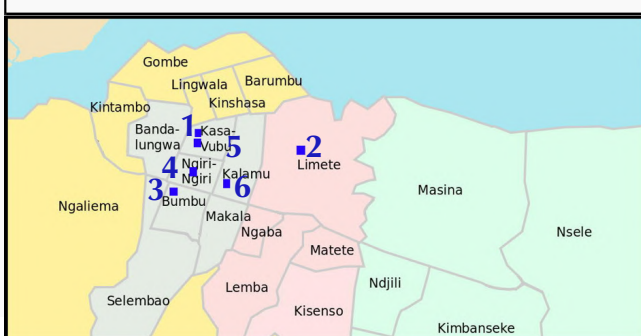 Gombe
Lingwala
Barumbu
Kintambo
Kinshasa
1
Banda-
lungwa
Kasa-
Vubu
5
2
Limete
4
Ngiri-
Ngiri
Kalamu
6
3
Bumbu
Masina
Ngaliema
Makala
Nsele
Ngaba
Matete
Ndjili
Lemba
Selembao
Kisenso
Kimbanseke